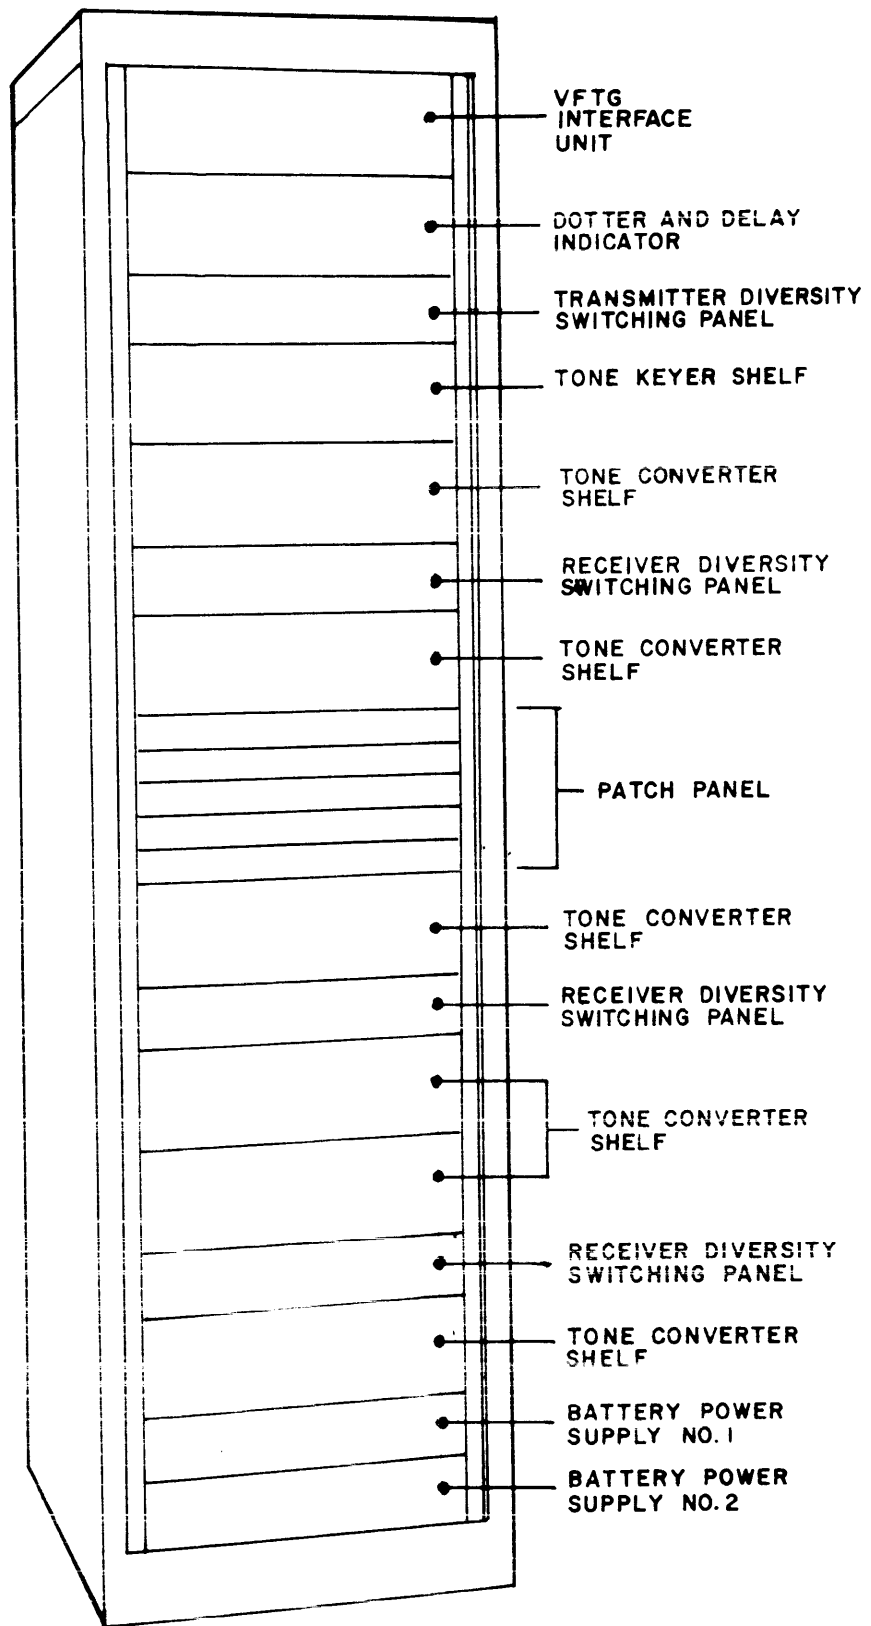 VFTG
INTERFACE
UNIT
DOTTER AND DELAY
INDICATOR
TRANSMITTER DIVERSITY
SWITCHING PANEL
TONE KEYER SHELF
TONE CONVERTER
SHELF
RECEIVER DIVERSITY
SWITCHING PANEL
TONE CONVERTER
SHELF
PATCH PANEL
TONE CONVERTER
SHELF
RECEIVER DIVERSITY
SWITCHING PANEL
TONE CONVERTER
SHELF
RECEIVER DIVERSITY
SWITCHING PANEL
TONE CONVERTER
SHELF
BATTERY POWER
SUPPLY NO. 1
BATTERY POWER
SUPPLY NO. 2